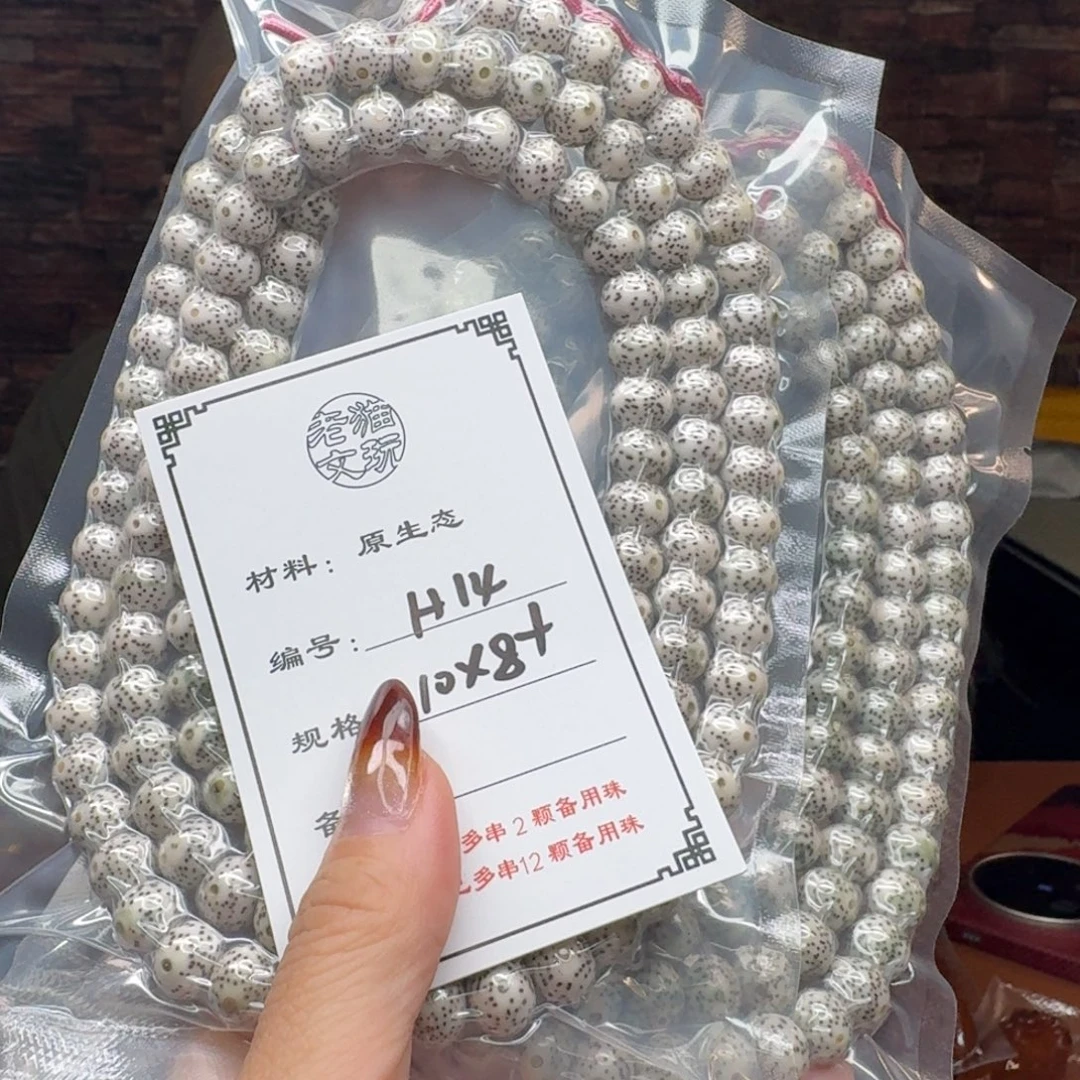 老猫
文玩
材料：原生态
编号：H14
规格 10x8+
备
多串2颗备用珠
多串12颗备用珠